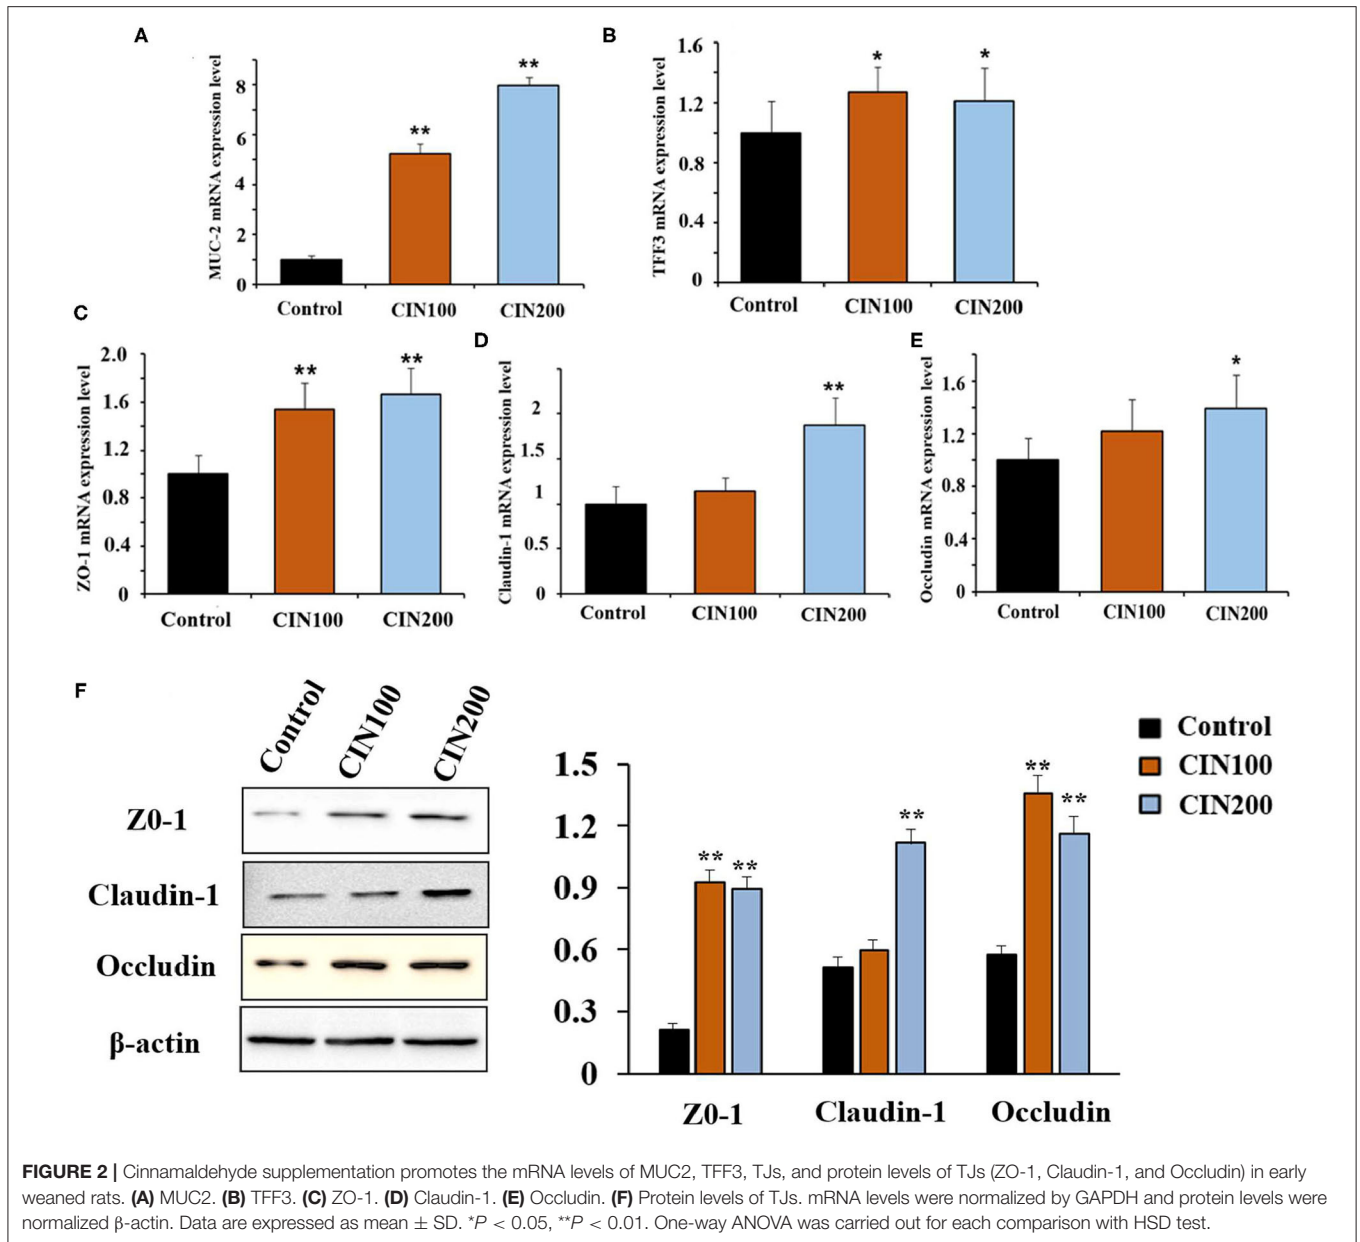 A
MUC-2 mRNA expression level
8
6
4
2
0
**
**
Control
CIN100
CIN200
B
TFF3 mRNA expression level
1.6
1.2
0.8
0.4
0
*
*
Control
CIN100
CIN200
C
ZO-1 mRNA expression level
2.0
1.6
1.2
0.8
0.4
0
**
**
Control
CIN100
CIN200
D
Claudin-1 mRNA expression level
2
1.5
1
0.5
0
**
Control
CIN100
CIN200
E
Occludin mRNA expression level
1.6
1.2
0.8
0.4
0
*
Control
CIN100
CIN200
F
Control
CIN100
CIN200
Z0-1
Claudin-1
Occludin
β-actin
1.5
1.2
0.9
0.6
0.3
0
**
**
**
**
**
Z0-1
Claudin-1
Occludin
Control
CIN100
CIN200
FIGURE 2 | Cinnamaldehyde supplementation promotes the mRNA levels of MUC2, TFF3, TJs, and protein levels of TJs (ZO-1, Claudin-1, and Occludin) in early
weaned rats. (A) MUC2. (B) TFF3. (C) ZO-1. (D) Claudin-1. (E) Occludin. (F) Protein levels of TJs. mRNA levels were normalized by GAPDH and protein levels were
normalized β-actin. Data are expressed as mean ± SD. *P < 0.05, **P < 0.01. One-way ANOVA was carried out for each comparison with HSD test.